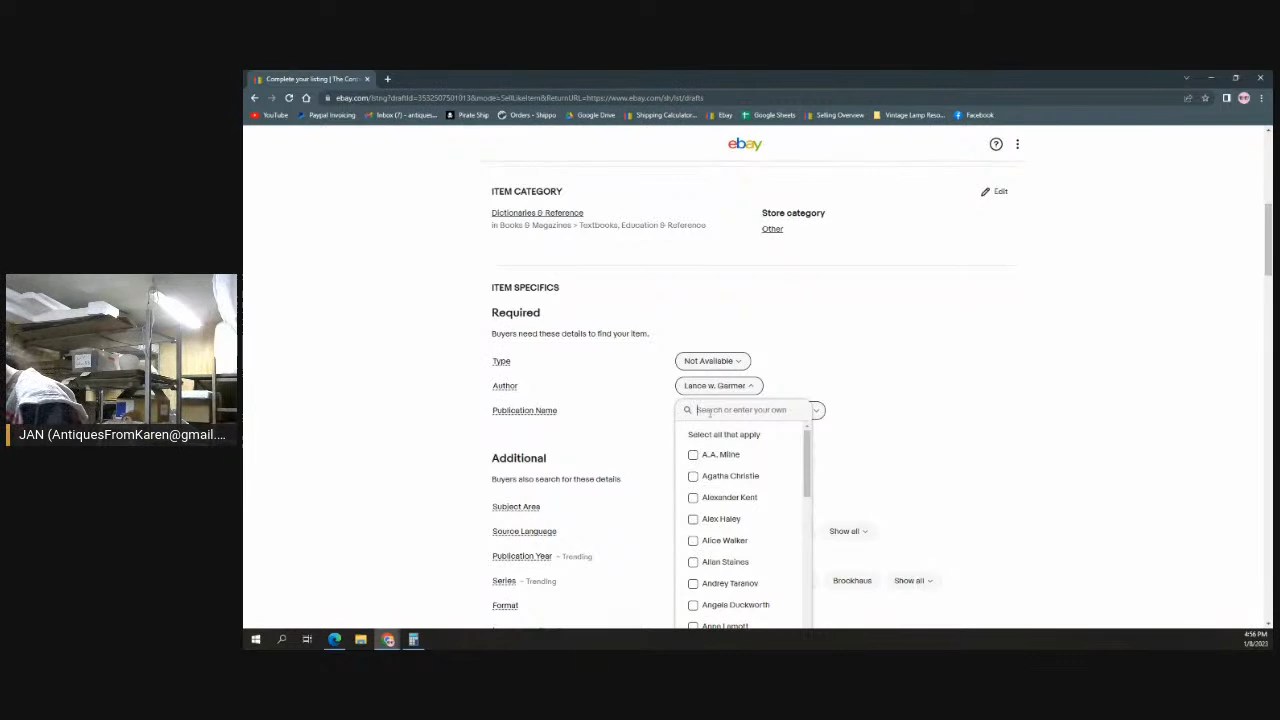 Complete your listing | The Con
ebay.com/lstng?draftId=3532507501013&mode=SellLikeItem&ReturnURL=https://www.ebay.com/sh/lst/drafts
YouTube Paypal Invoicing Inbox (7) - antiques... Pirate Ship Orders - Shippo Google Drive Shipping Calculator... Ebay Google Sheets Selling Overview Vintage Lamp Reso... Facebook
ebay
ITEM CATEGORY
Edit
Dictionaries & Reference
in Books & Magazines > Textbooks, Education & Reference
Store category
Other
ITEM SPECIFICS
Required
Buyers need these details to find your item.
Type Not Available
Author Lance w. Garmer
Publication Name
Search or enter your own
Select all that apply
A.A. Milne
Agatha Christie
Alexander Kent
Alex Haley
Alice Walker
Allan Staines
Andrey Taranov
Angela Duckworth
Anne Lamott
Additional
Buyers also search for these details
Subject Area
Source Language Show all
Publication Year - Trending
Series - Trending Brockhaus Show all
Format
JAN (AntiquesFromKaren@gmail....
4:56 PM
1/8/2023